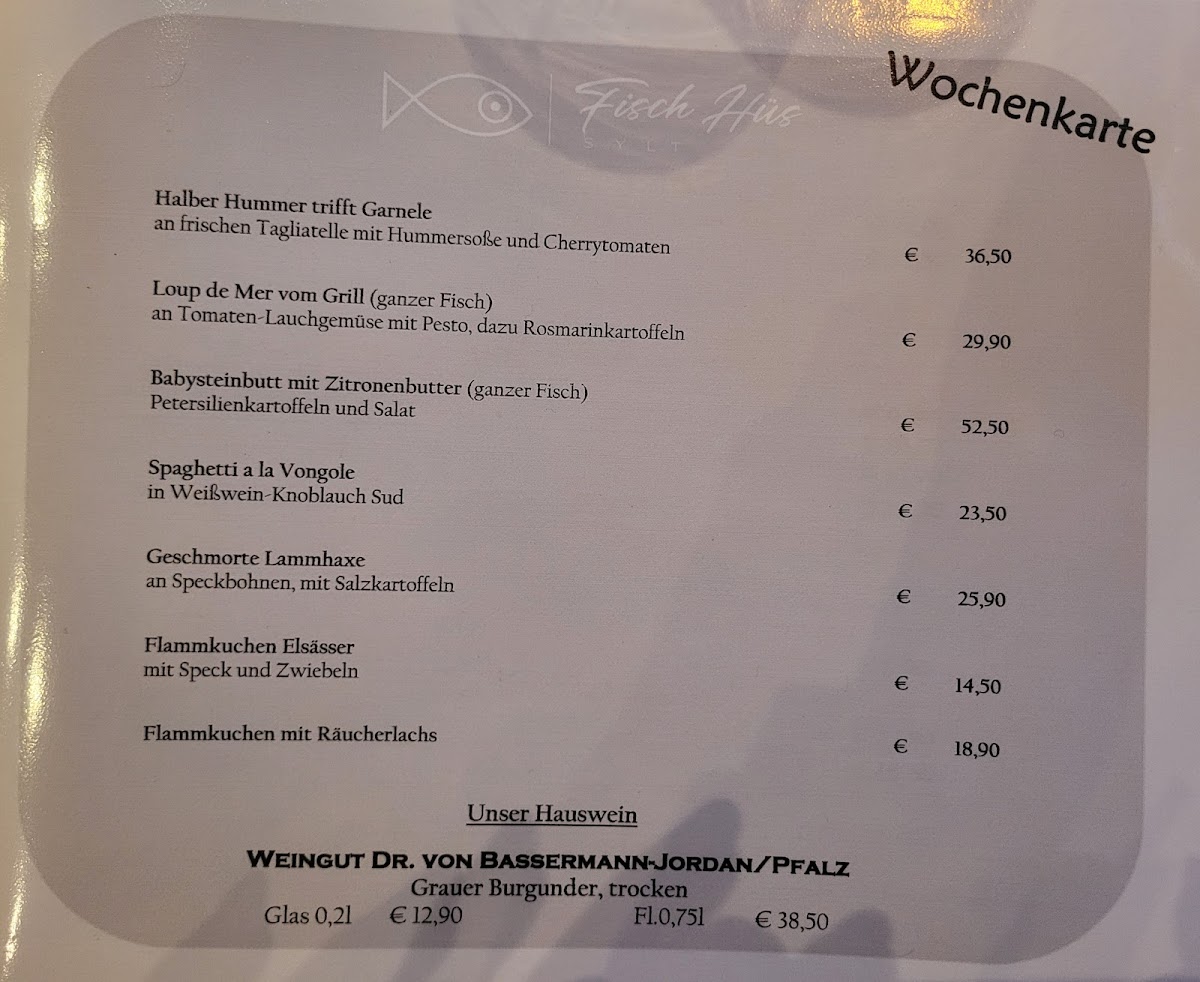 Fisch Hüs
SYLT
Wochenkarte
Halber Hummer trifft Garnele
an frischen Tagliatelle mit Hummersoße und Cherrytomaten
€ 36,50
Loup de Mer vom Grill (ganzer Fisch)
an Tomaten-Lauchgemüse mit Pesto, dazu Rosmarinkartoffeln
€ 29,90
Babysteinbutt mit Zitronenbutter (ganzer Fisch)
Petersilienkartoffeln und Salat
€ 52,50
Spaghetti a la Vongole
in Weißwein-Knoblauch Sud
€ 23,50
Geschmorte Lammhaxe
an Speckbohnen, mit Salzkartoffeln
€ 25,90
Flammkuchen Elsässer
mit Speck und Zwiebeln
€ 14,50
Flammkuchen mit Räucherlachs
€ 18,90
Unser Hauswein
WEINGUT DR. VON BASSERMANN-JORDAN/PFALZ
Grauer Burgunder, trocken
Glas 0,2l € 12,90 Fl.0,75l € 38,50